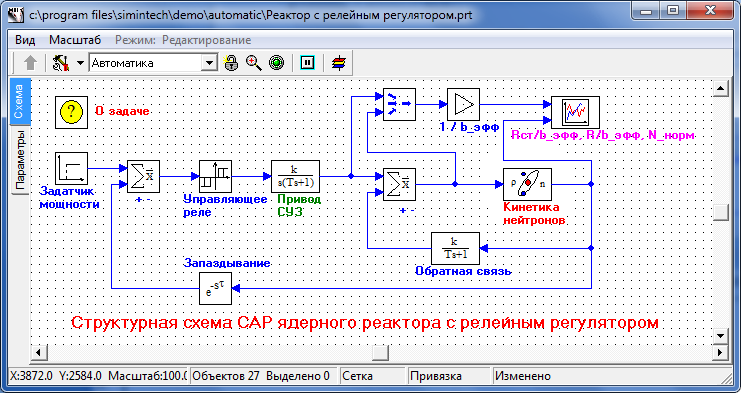 c:\program files\simintech\demo\automatic\Реактор с релейным регулятором.prt
Вид Масштаб Режим: Редактирование
Автоматика
Схема
Параметры
?
О задаче
1 / b_эфф
Rст/b_эфф, R/b_эфф, N_норм
Задатчик
мощности
Σx̄
+ -
Управляющее
реле
k
s(Ts+1)
Привод
СУЗ
Σx̄
+ -
ρ n
Кинетика
нейтронов
k
Ts+1
Обратная связь
Запаздывание
e-sτ
Структурная схема САР ядерного реактора с релейным регулятором
X:3872.0 Y:2584.0 Масштаб:100.0 Объектов 27 Выделено 0 Сетка Привязка Изменено